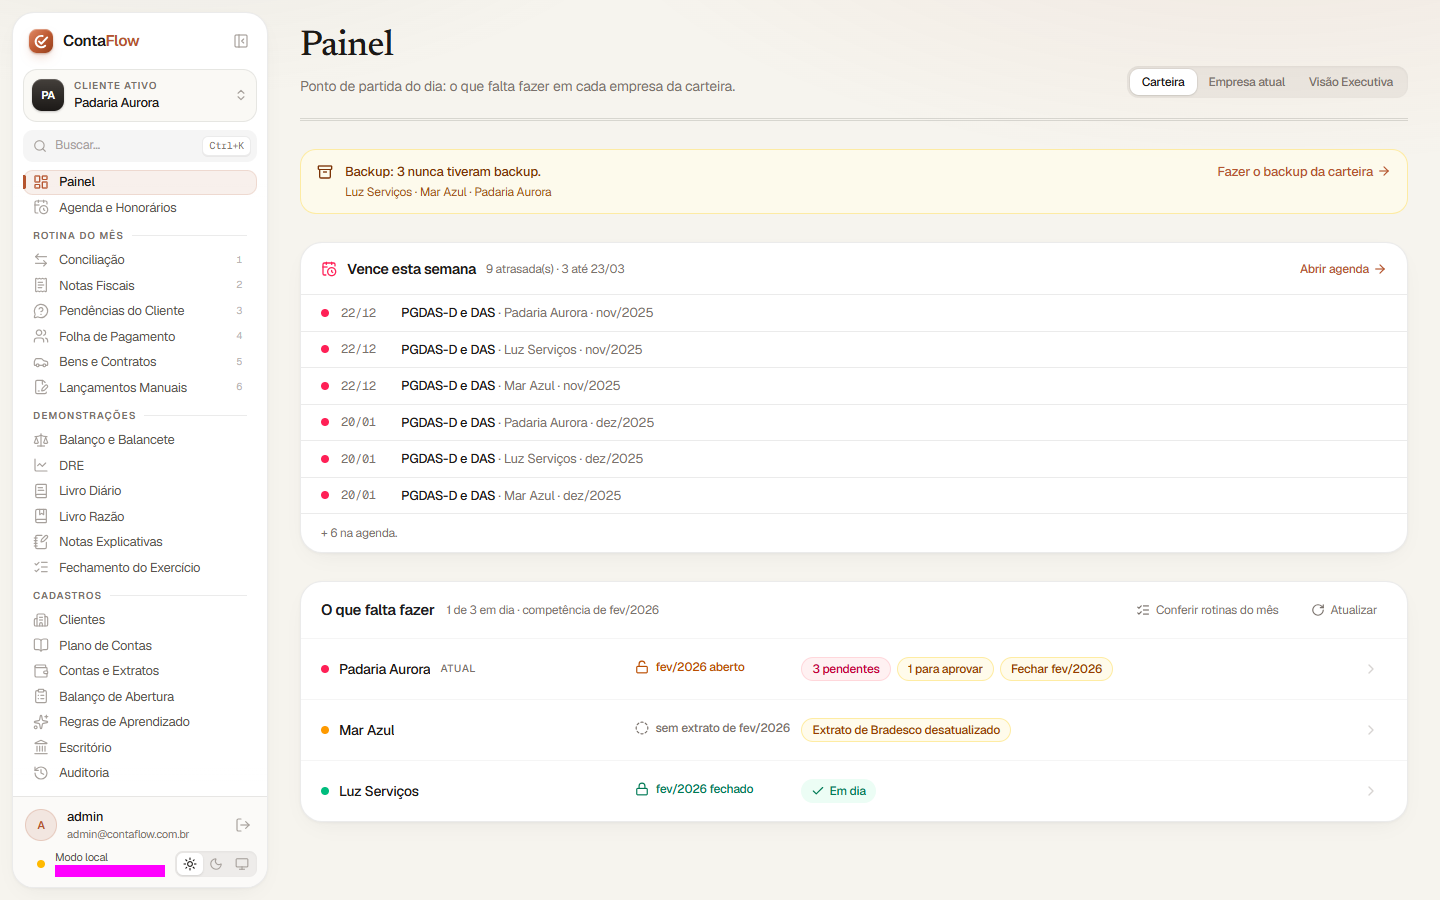 ContaFlow
CLIENTE ATIVO
PA
Padaria Aurora
Buscar...
Ctrl+K
Painel
Agenda e Honorários
ROTINA DO MÊS
Conciliação 1
Notas Fiscais 2
Pendências do Cliente 3
Folha de Pagamento 4
Bens e Contratos 5
Lançamentos Manuais 6
DEMONSTRAÇÕES
Balanço e Balancete
DRE
Livro Diário
Livro Razão
Notas Explicativas
Fechamento do Exercício
CADASTROS
Clientes
Plano de Contas
Contas e Extratos
Balanço de Abertura
Regras de Aprendizado
Escritório
Auditoria
A
admin
admin@contaflow.com.br
Modo local
Painel
Ponto de partida do dia: o que falta fazer em cada empresa da carteira.
Carteira Empresa atual Visão Executiva
Backup: 3 nunca tiveram backup.
Luz Serviços · Mar Azul · Padaria Aurora
Fazer o backup da carteira →
Vence esta semana 9 atrasada(s) · 3 até 23/03
Abrir agenda →
22/12 PGDAS-D e DAS · Padaria Aurora · nov/2025
22/12 PGDAS-D e DAS · Luz Serviços · nov/2025
22/12 PGDAS-D e DAS · Mar Azul · nov/2025
20/01 PGDAS-D e DAS · Padaria Aurora · dez/2025
20/01 PGDAS-D e DAS · Luz Serviços · dez/2025
20/01 PGDAS-D e DAS · Mar Azul · dez/2025
+ 6 na agenda.
O que falta fazer 1 de 3 em dia · competência de fev/2026
Conferir rotinas do mês Atualizar
Padaria Aurora ATUAL fev/2026 aberto 3 pendentes 1 para aprovar Fechar fev/2026
Mar Azul sem extrato de fev/2026 Extrato de Bradesco desatualizado
Luz Serviços fev/2026 fechado Em dia